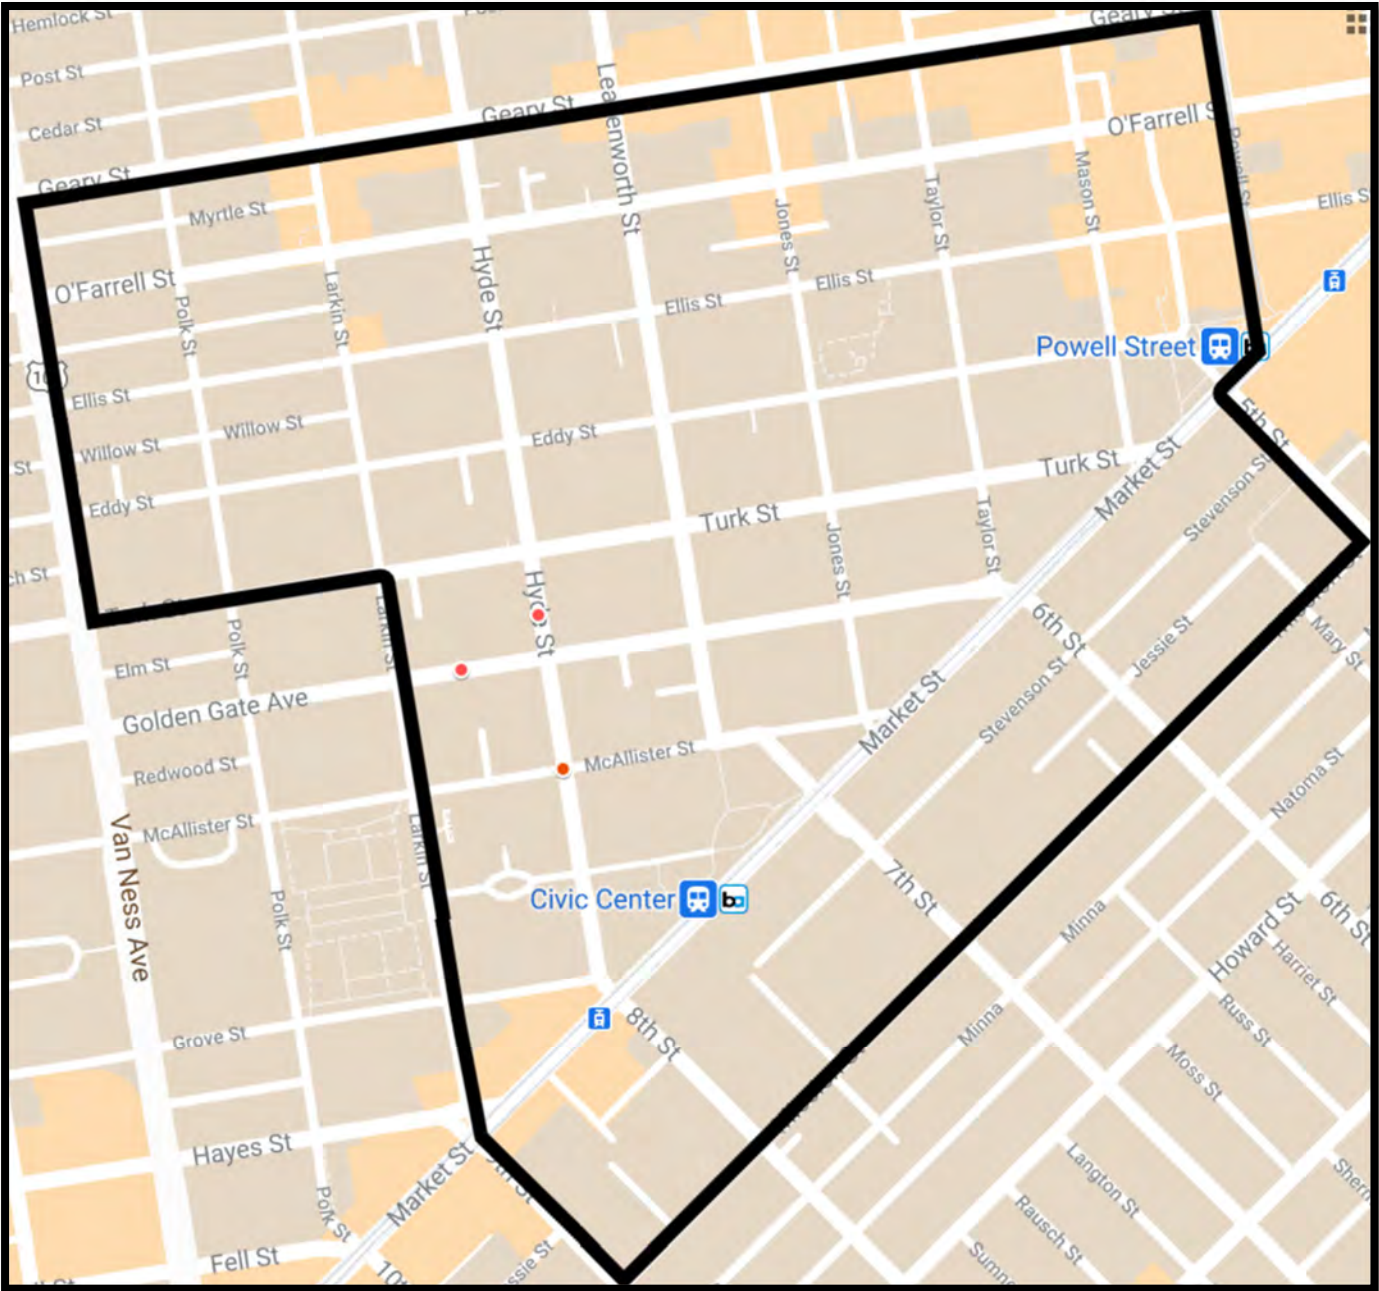 Hemlock St
Geary St
Post St
Cedar St
Geary St
Geary St
Leavenworth St
O'Farrell St
Powell St
Myrtle St
Mason St
Taylor St
Jones St
Ellis St
O'Farrell St
Hyde St
Larkin St
Polk St
Ellis St
Ellis St
Powell Street
Ellis St
5th St
Willow St
Willow St
Eddy St
Turk St
Market St
Stevenson St
Eddy St
Turk St
Taylor St
Jones St
Hyde St
Larkin St
Polk St
6th St
Mary St
Jessie St
Elm St
Golden Gate Ave
Stevenson St
Market St
Redwood St
McAllister St
Natoma St
McAllister St
Larkin St
Van Ness Ave
Polk St
Civic Center
7th St
Minna
6th St
Howard St
Harriet St
Grove St
8th St
Minna
Russ St
Moss St
Hayes St
Market St
Langton St
Polk St
Rausch St
Fell St